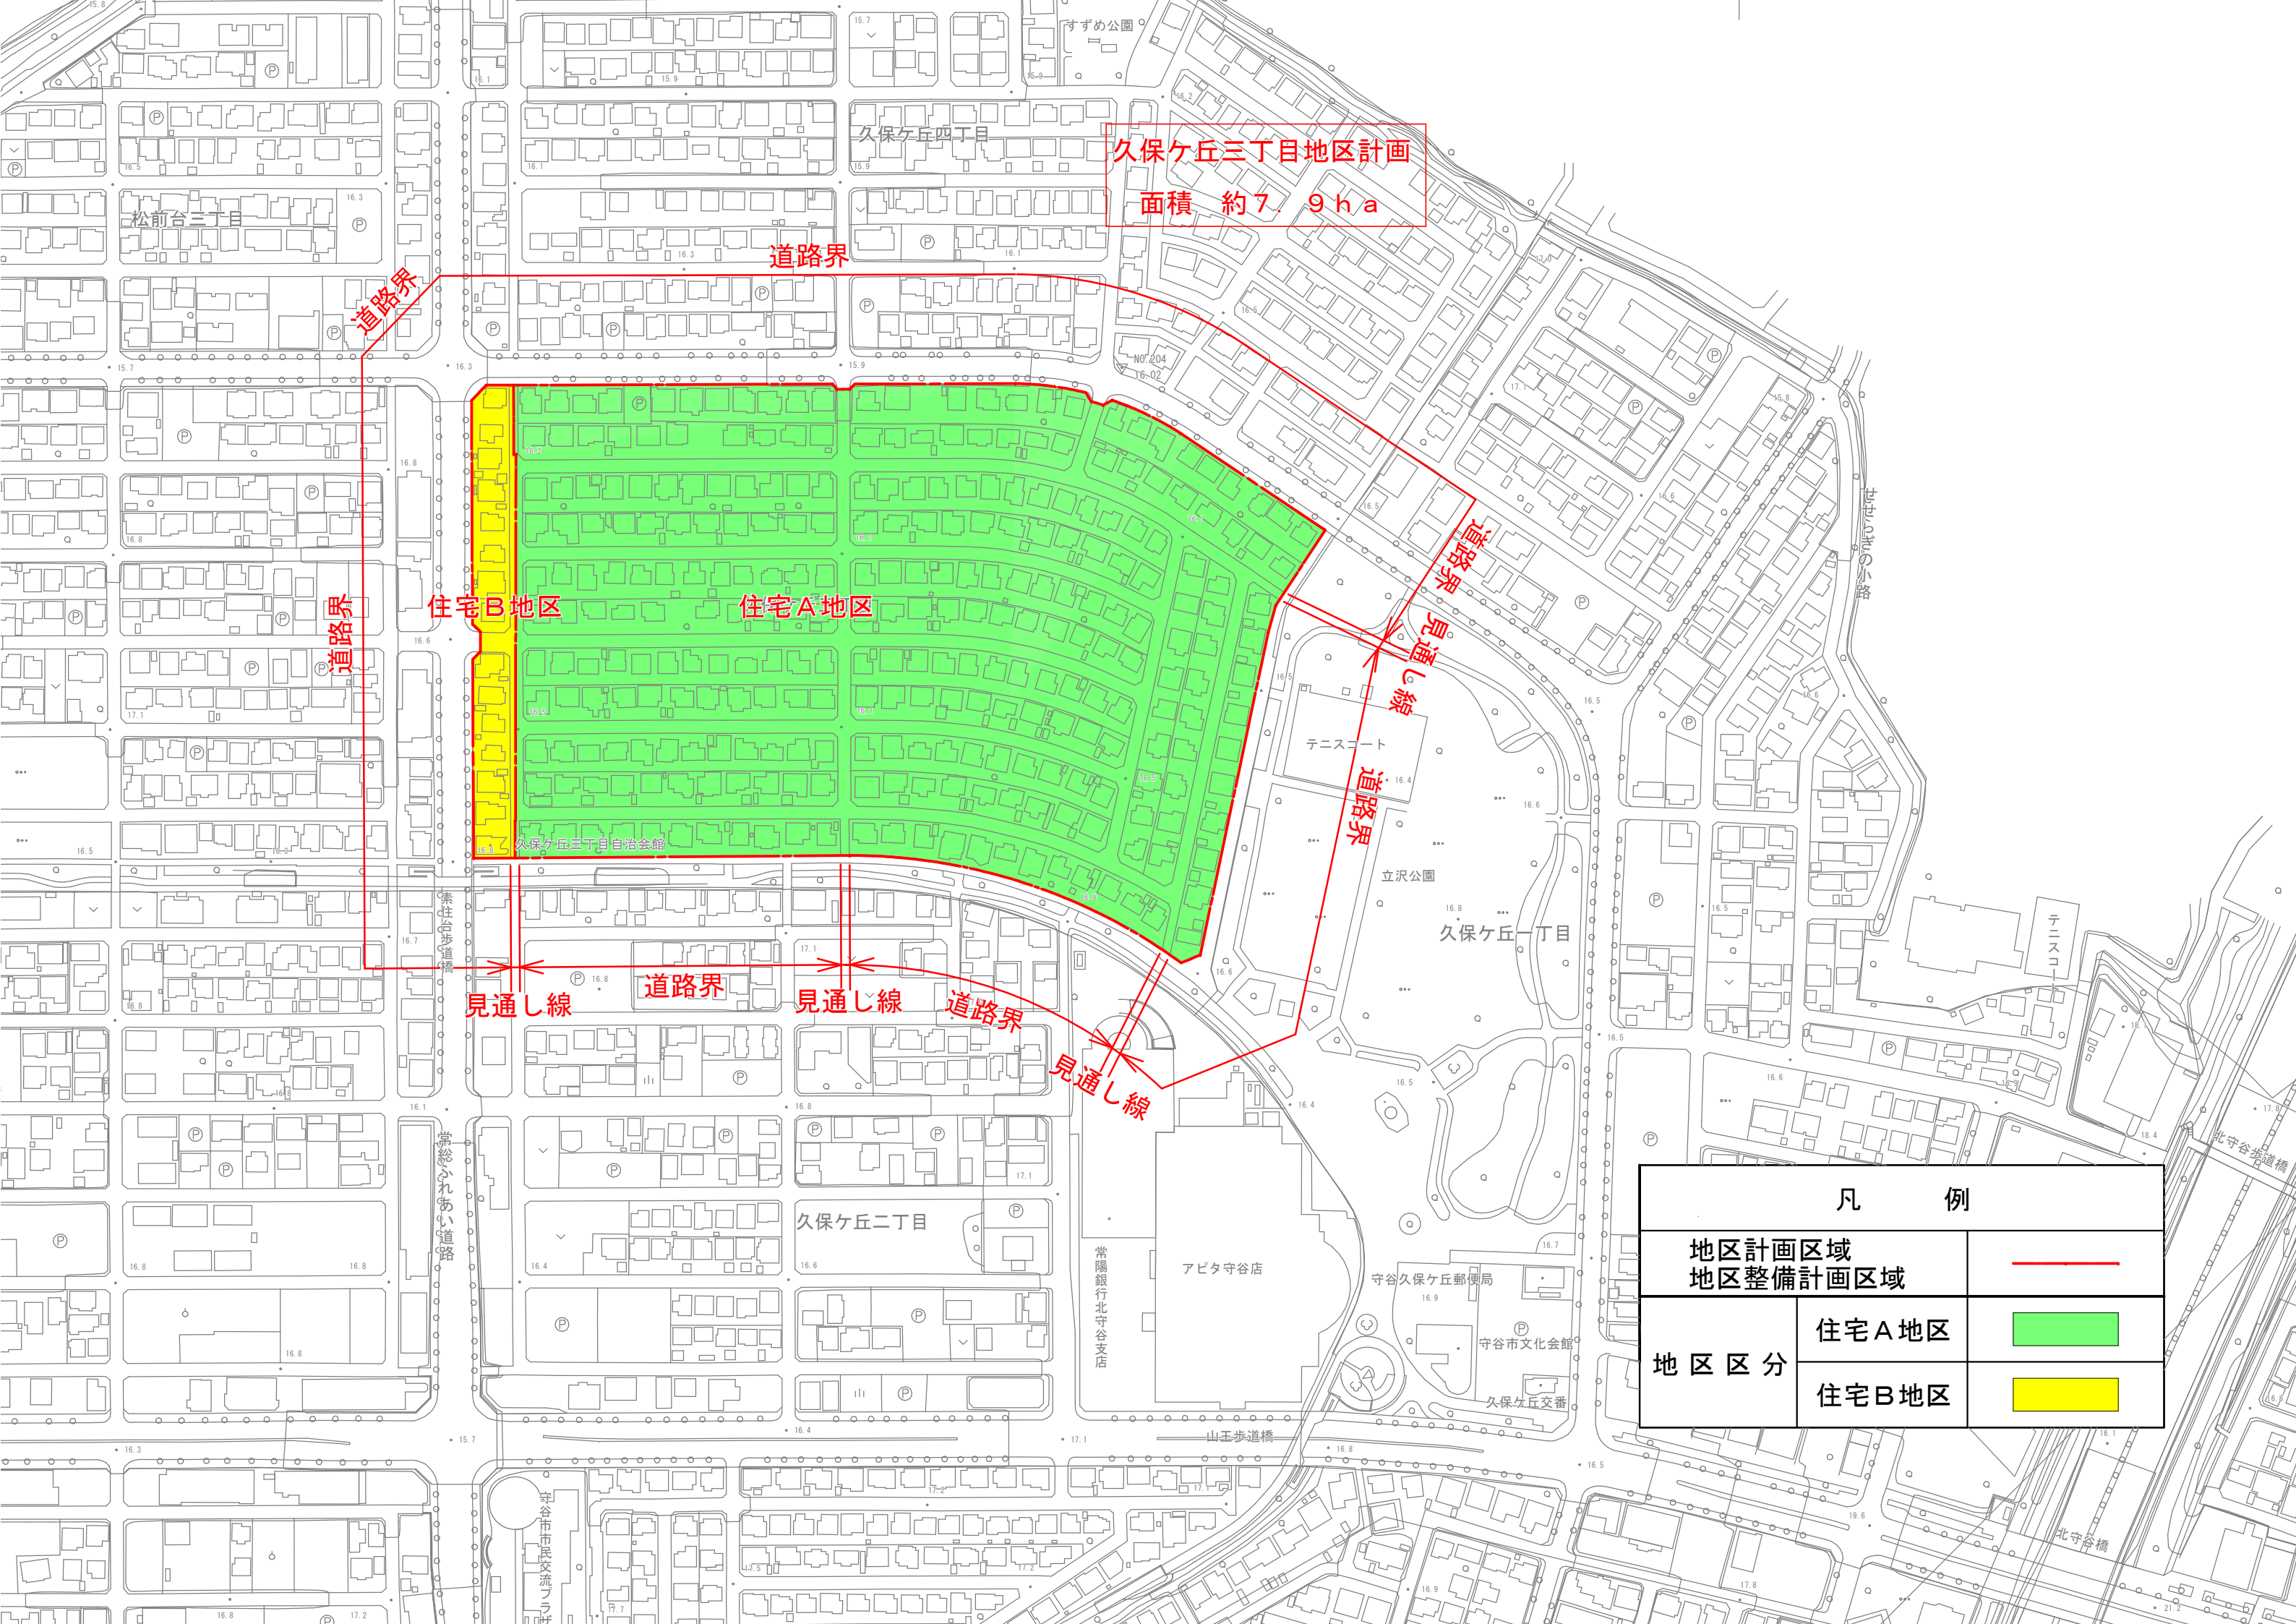 すずめ公園
久保ケ丘四丁目
久保ケ丘三丁目地区計画
面積　約７．９ｈａ
松前台三丁目
道路界
道路界
NO.204
16.02
せせらぎの小路
道路界
道路界
住宅Ｂ地区
住宅Ａ地区
見通し線
テニスコート
道路界
久保ケ丘三丁目自治会館
立沢公園
久保ケ丘一丁目
テニスコート
素住台歩道橋
見通し線
道路界
見通し線
道路界
見通し線
常総ふれあい道路
北守谷歩道橋
久保ケ丘二丁目
常陽銀行北守谷支店
アピタ守谷店
守谷久保ケ丘郵便局
守谷市文化会館
久保ケ丘交番
山王歩道橋
守谷市市民交流プラザ
北守谷橋
凡　例
地区計画区域
地区整備計画区域
地区区分
住宅Ａ地区
住宅Ｂ地区